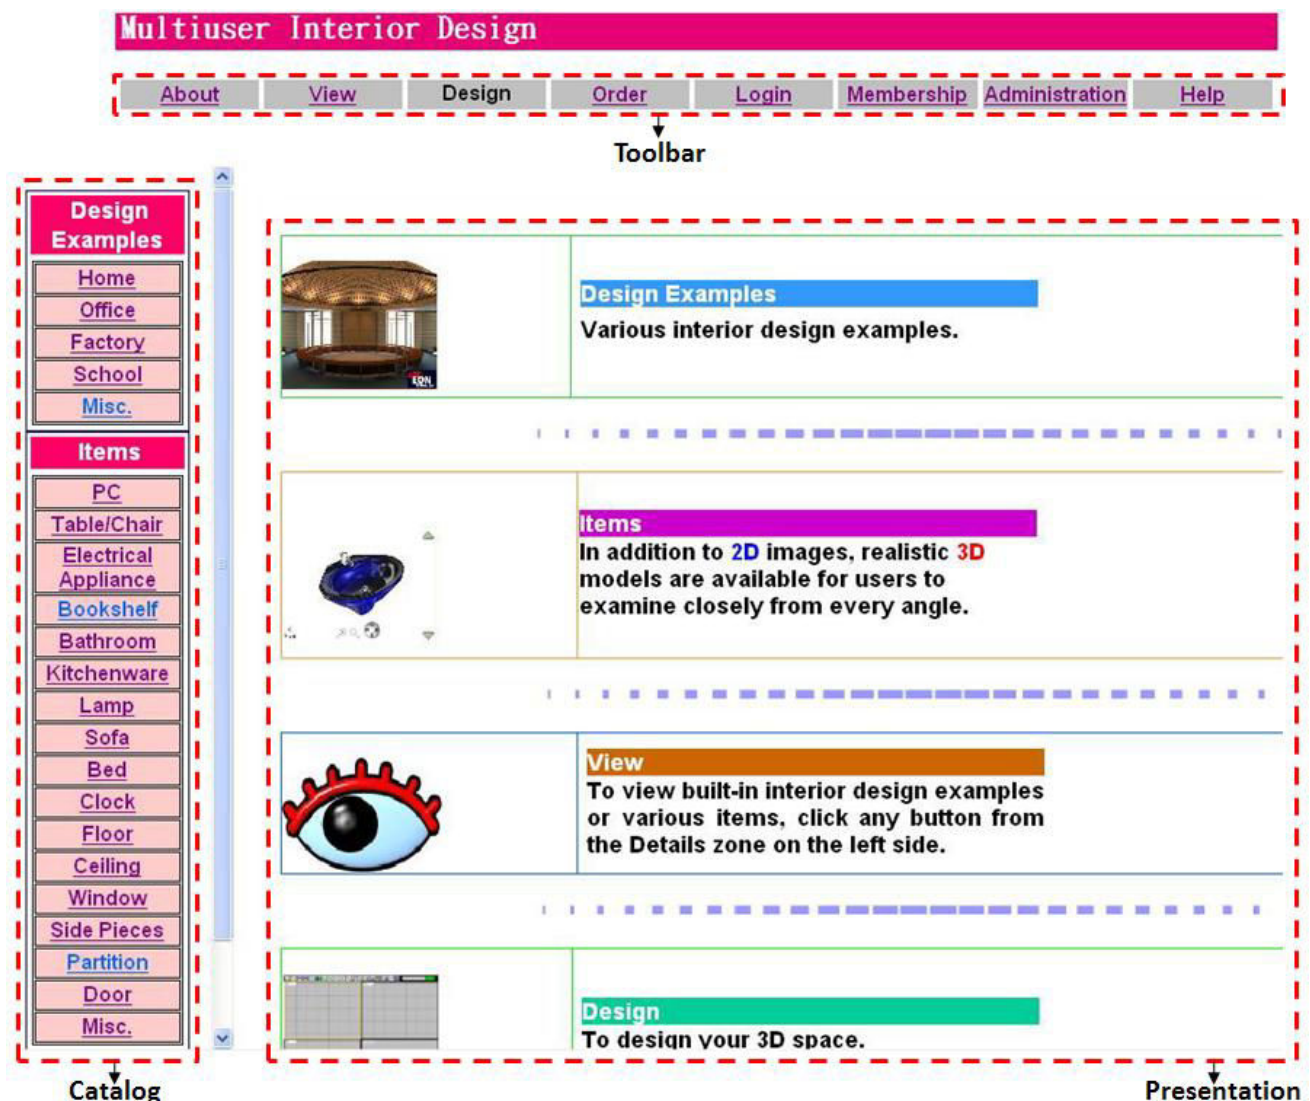 Multiuser Interior Design
About View Design Order Login Membership Administration Help
Toolbar
Design
Examples
Home
Office
Factory
School
Misc.
Items
PC
Table/Chair
Electrical
Appliance
Bookshelf
Bathroom
Kitchenware
Lamp
Sofa
Bed
Clock
Floor
Ceiling
Window
Side Pieces
Partition
Door
Misc.
Catalog
Design Examples
Various interior design examples.
Items
In addition to 2D images, realistic 3D
models are available for users to
examine closely from every angle.
View
To view built-in interior design examples
or various items, click any button from
the Details zone on the left side.
Design
To design your 3D space.
Presentation